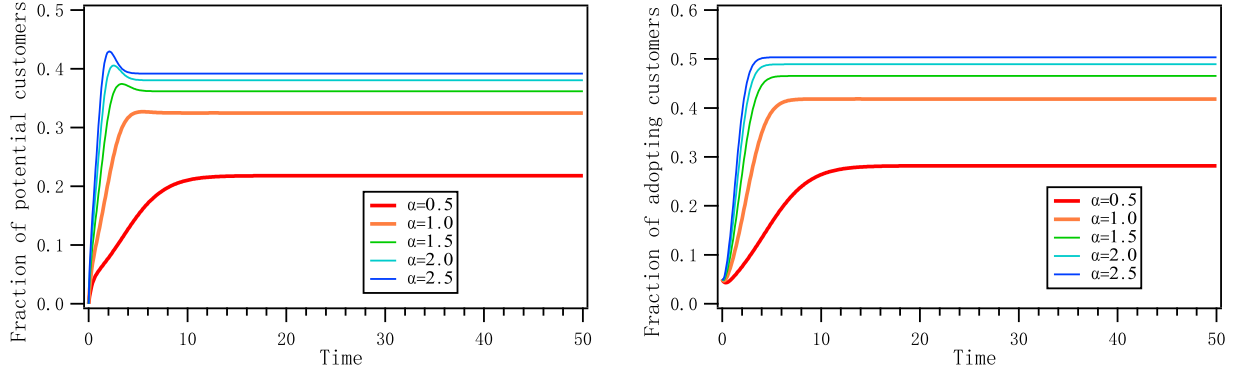 Fraction of potential customers
0.5
0.4
0.3
0.2
0.1
0.0
α=0.5
α=1.0
α=1.5
α=2.0
α=2.5
0 10 20 30 40 50
Time
Fraction of adopting customers
0.6
0.5
0.4
0.3
0.2
0.1
0.0
α=0.5
α=1.0
α=1.5
α=2.0
α=2.5
0 10 20 30 40 50
Time